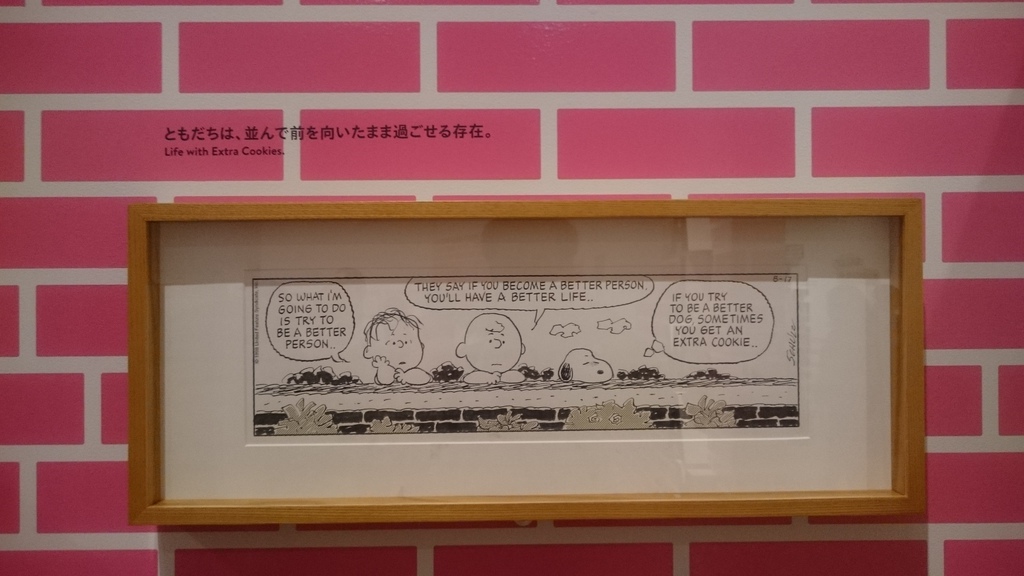 ともだちは、並んで前を向いたまま過ごせる存在。
Life with Extra Cookies.
SO WHAT I'M
GOING TO DO
IS TRY TO
BE A BETTER
PERSON..
THEY SAY IF YOU BECOME A BETTER PERSON,
YOU'LL HAVE A BETTER LIFE..
IF YOU TRY
TO BE A BETTER
DOG, SOMETIMES
YOU GET AN
EXTRA COOKIE..